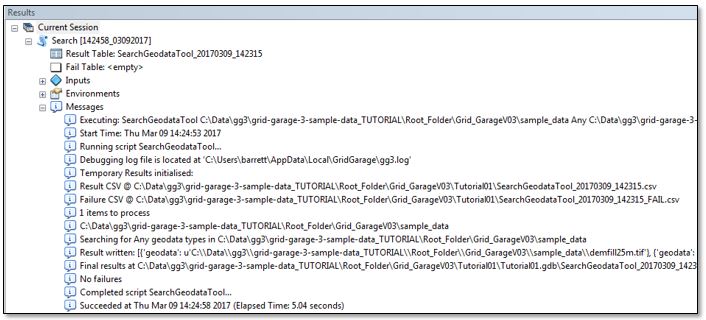 Results
Current Session
Search [142458_03092017]
Result Table: SearchGeodataTool_20170309_142315
Fail Table: <empty>
Inputs
Environments
Messages
Executing: SearchGeodataTool C:\Data\gg3\grid-garage-3-sample-data_TUTORIAL\Root_Folder\Grid_GarageV03\sample_data Any C:\Data\gg3\grid-garage-3-s
Start Time: Thu Mar 09 14:24:53 2017
Running script SearchGeodataTool...
Debugging log file is located at 'C:\Users\barrett\AppData\Local\GridGarage\gg3.log'
Temporary Results initialised:
Result CSV @ C:\Data\gg3\grid-garage-3-sample-data_TUTORIAL\Root_Folder\Grid_GarageV03\Tutorial01\SearchGeodataTool_20170309_142315.csv
Failure CSV @ C:\Data\gg3\grid-garage-3-sample-data_TUTORIAL\Root_Folder\Grid_GarageV03\Tutorial01\SearchGeodataTool_20170309_142315_FAIL.csv
1 items to process
C:\Data\gg3\grid-garage-3-sample-data_TUTORIAL\Root_Folder\Grid_GarageV03\sample_data
Searching for Any geodata types in C:\Data\gg3\grid-garage-3-sample-data_TUTORIAL\Root_Folder\Grid_GarageV03\sample_data
Result written: [{'geodata': u'C:\\Data\\gg3\\grid-garage-3-sample-data_TUTORIAL\\Root_Folder\\Grid_GarageV03\\sample_data\\demfill25m.tif'}, {'geodata':
Final results at C:\Data\gg3\grid-garage-3-sample-data_TUTORIAL\Root_Folder\Grid_GarageV03\Tutorial01\Tutorial01.gdb\SearchGeodataTool_20170309_1423
No failures
Completed script SearchGeodataTool...
Succeeded at Thu Mar 09 14:24:58 2017 (Elapsed Time: 5.04 seconds)